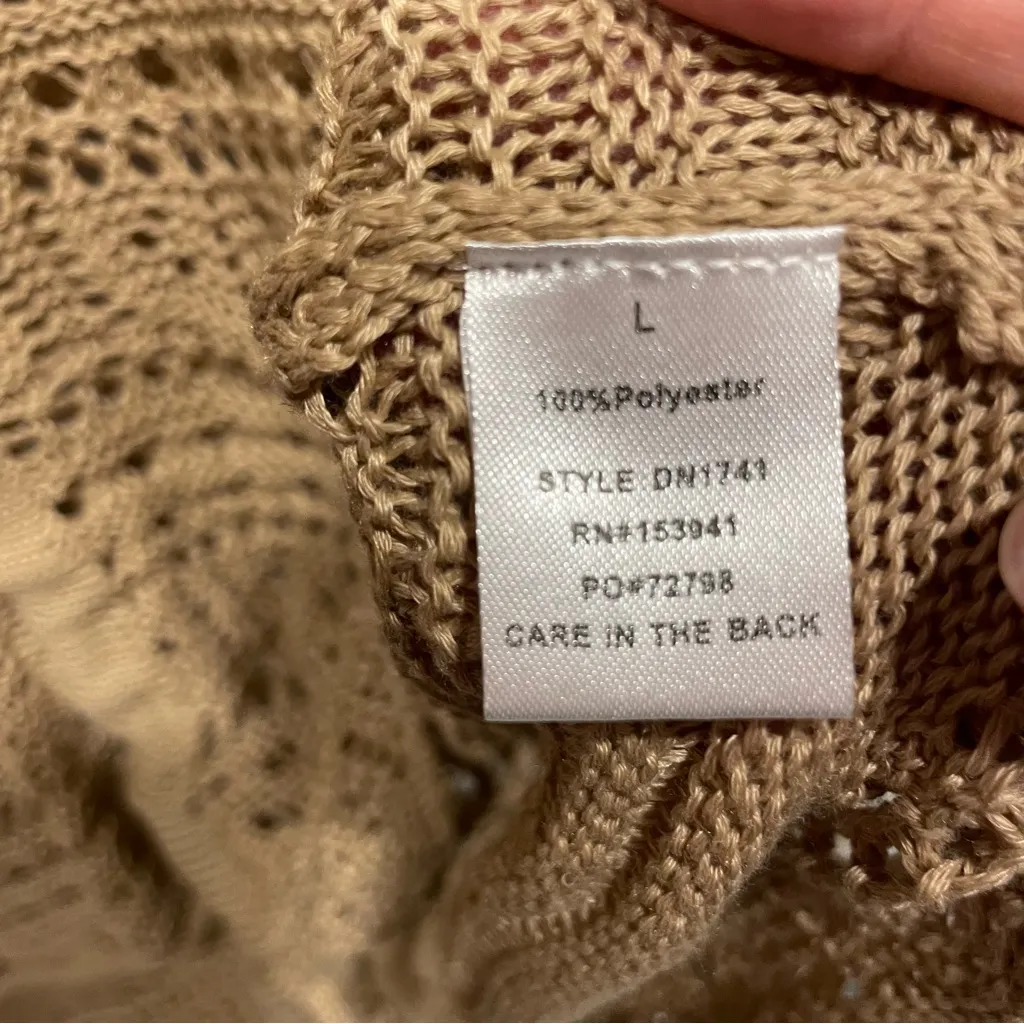 L
100%Polyester
STYLE DN1741
RN#153941
PO#72798
CARE IN THE BACK